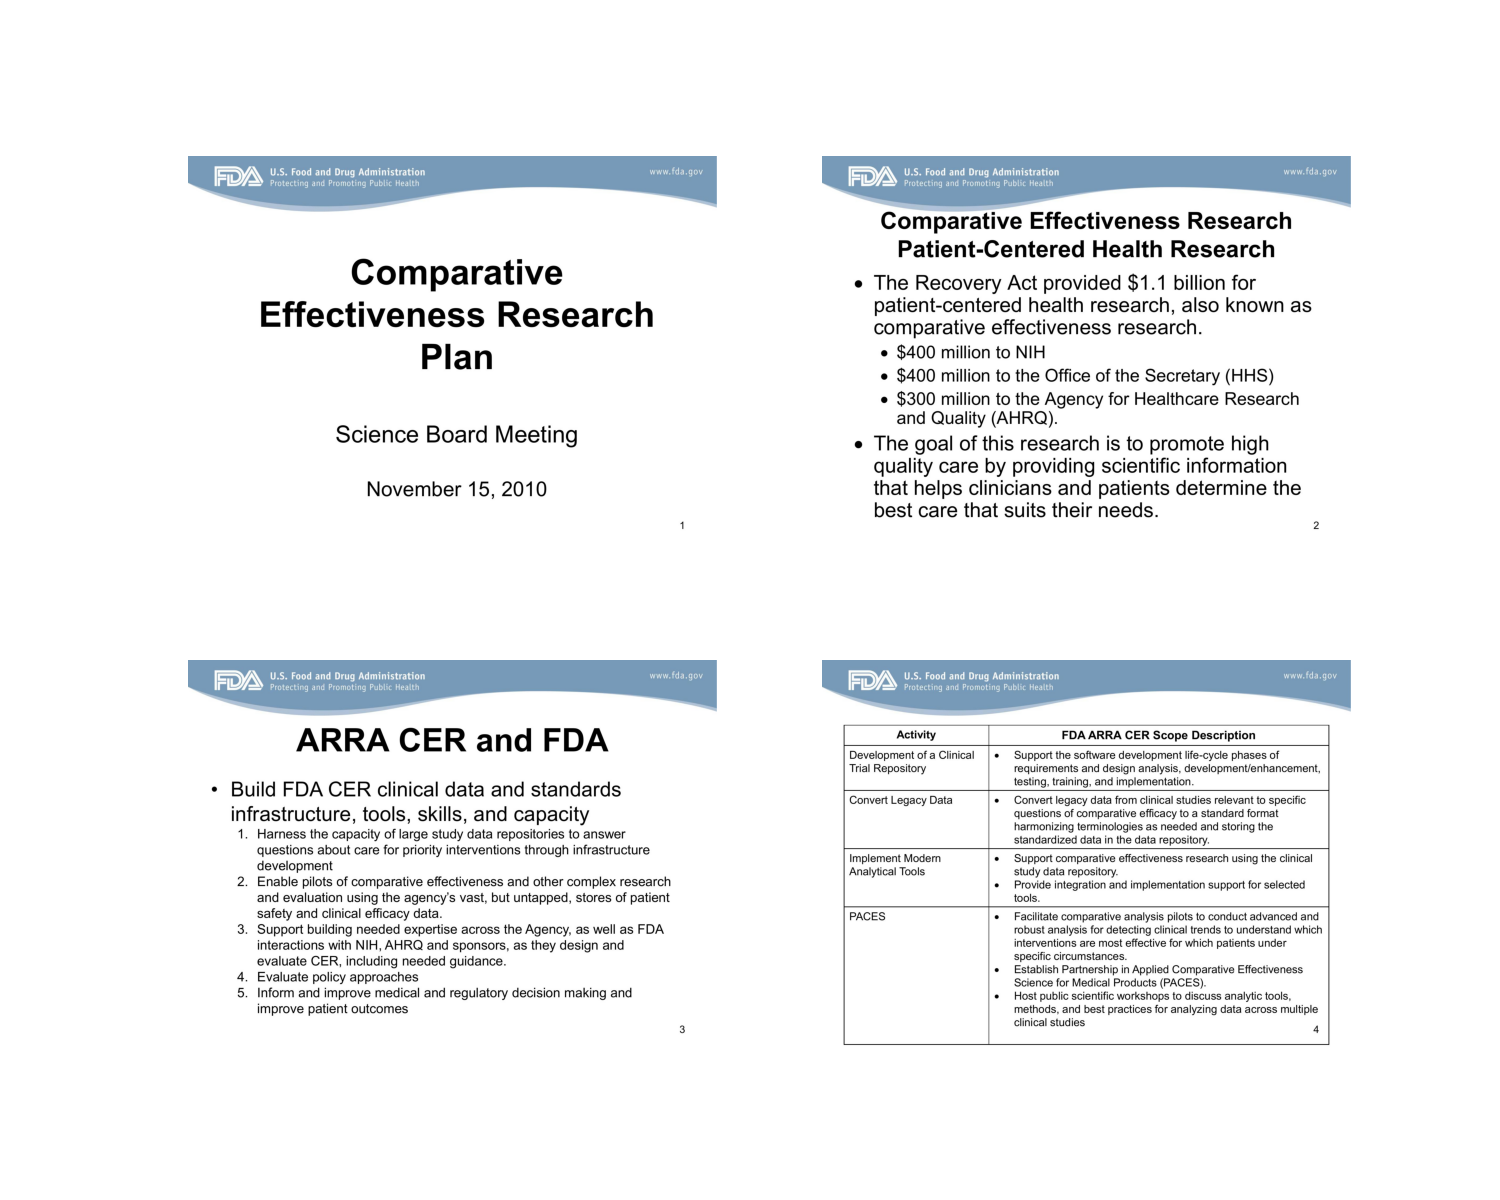 FDA U.S. Food and Drug Administration
Protecting and Promoting Public Health
www.fda.gov
Comparative
Effectiveness Research
Plan
Science Board Meeting
November 15, 2010
1
FDA U.S. Food and Drug Administration
Protecting and Promoting Public Health
www.fda.gov
Comparative Effectiveness Research
Patient-Centered Health Research
• The Recovery Act provided $1.1 billion for
patient-centered health research, also known as
comparative effectiveness research.
• $400 million to NIH
• $400 million to the Office of the Secretary (HHS)
• $300 million to the Agency for Healthcare Research
and Quality (AHRQ).
• The goal of this research is to promote high
quality care by providing scientific information
that helps clinicians and patients determine the
best care that suits their needs.
2
FDA U.S. Food and Drug Administration
Protecting and Promoting Public Health
www.fda.gov
ARRA CER and FDA
• Build FDA CER clinical data and standards
infrastructure, tools, skills, and capacity
1. Harness the capacity of large study data repositories to answer
questions about care for priority interventions through infrastructure
development
2. Enable pilots of comparative effectiveness and other complex research
and evaluation using the agency's vast, but untapped, stores of patient
safety and clinical efficacy data.
3. Support building needed expertise across the Agency, as well as FDA
interactions with NIH, AHRQ and sponsors, as they design and
evaluate CER, including needed guidance.
4. Evaluate policy approaches
5. Inform and improve medical and regulatory decision making and
improve patient outcomes
3
FDA U.S. Food and Drug Administration
Protecting and Promoting Public Health
www.fda.gov
Activity
FDA ARRA CER Scope Description
Development of a Clinical
Trial Repository
• Support the software development life-cycle phases of
requirements and design analysis, development/enhancement,
testing, training, and implementation.
Convert Legacy Data
• Convert legacy data from clinical studies relevant to specific
questions of comparative efficacy to a standard format
harmonizing terminologies as needed and storing the
standardized data in the data repository.
Implement Modern
Analytical Tools
• Support comparative effectiveness research using the clinical
study data repository.
• Provide integration and implementation support for selected
tools.
PACES
• Facilitate comparative analysis pilots to conduct advanced and
robust analysis for detecting clinical trends to understand which
interventions are most effective for which patients under
specific circumstances.
• Establish Partnership in Applied Comparative Effectiveness
Science for Medical Products (PACES).
• Host public scientific workshops to discuss analytic tools,
methods, and best practices for analyzing data across multiple
clinical studies
4